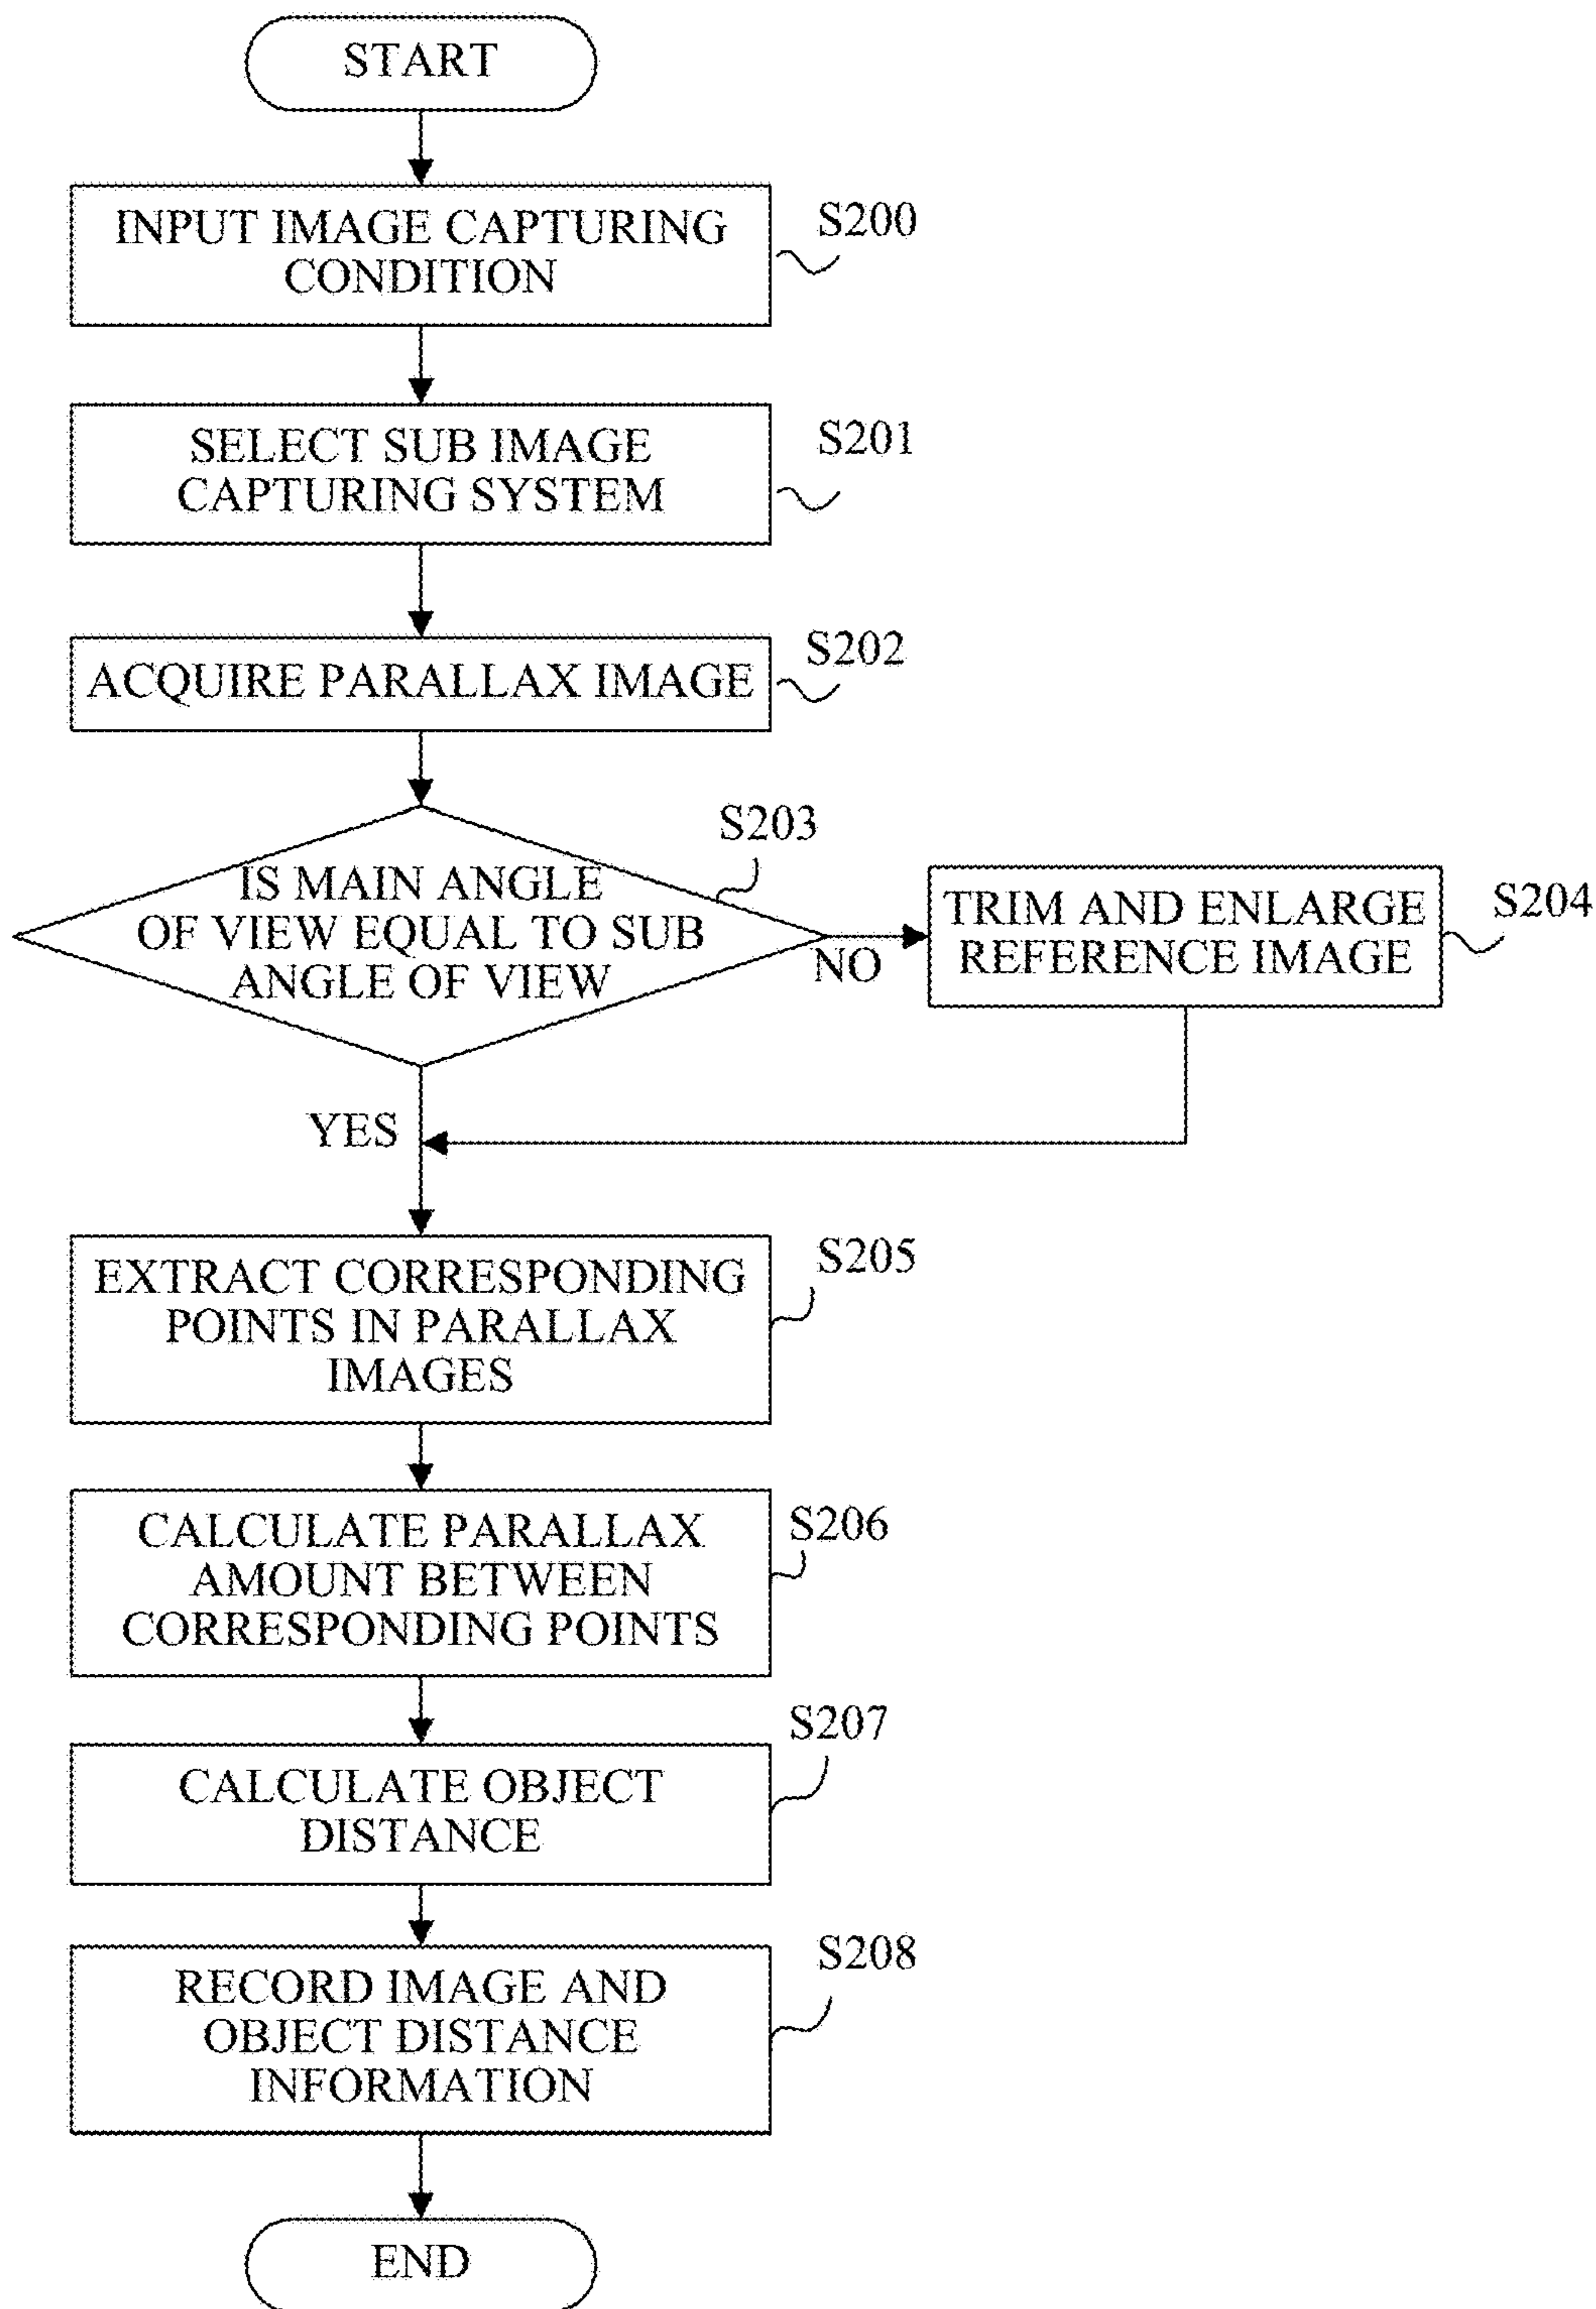 START
INPUT IMAGE CAPTURING
CONDITION
S200
SELECT SUB IMAGE
CAPTURING SYSTEM
S201
ACQUIRE PARALLAX IMAGE
S202
IS MAIN ANGLE
OF VIEW EQUAL TO SUB
ANGLE OF VIEW
S203
NO
TRIM AND ENLARGE
REFERENCE IMAGE
S204
YES
EXTRACT CORRESPONDING
POINTS IN PARALLAX
IMAGES
S205
CALCULATE PARALLAX
AMOUNT BETWEEN
CORRESPONDING POINTS
S206
CALCULATE OBJECT
DISTANCE
S207
RECORD IMAGE AND
OBJECT DISTANCE
INFORMATION
S208
END